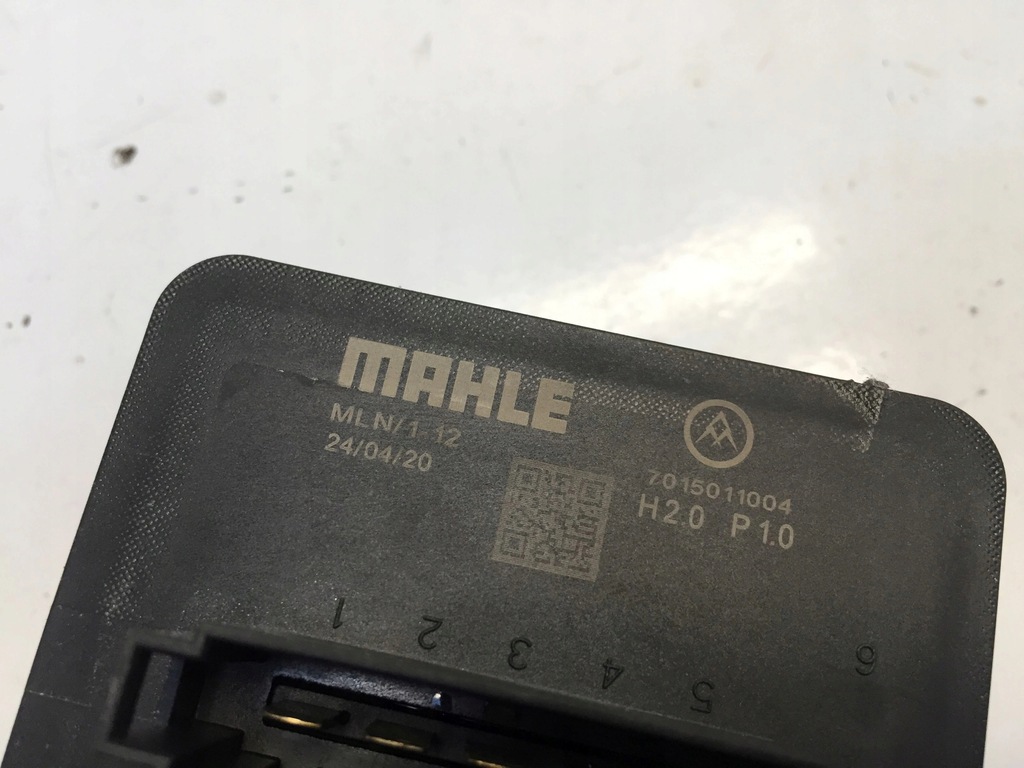 MAHLE
MLN/1-12
24/04/20
7015011004
H2.0 P1.0
1 2 3 4 5 6